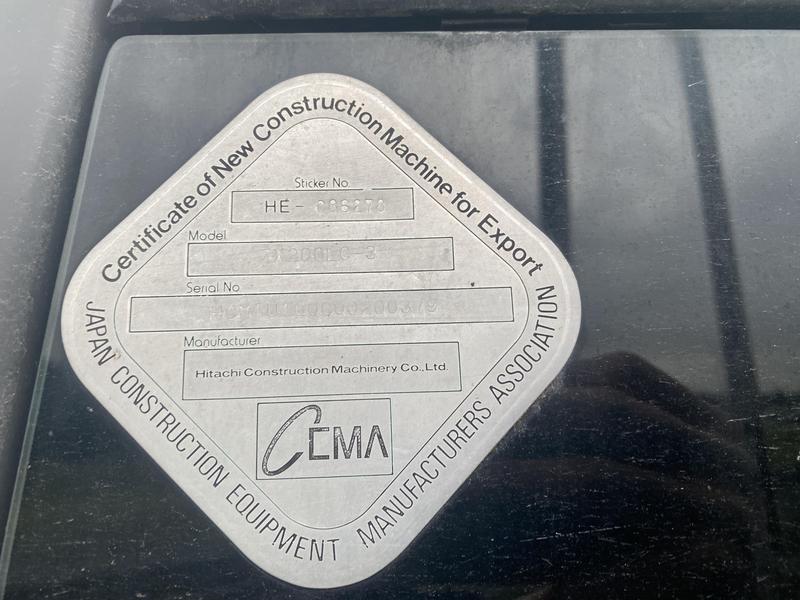 Certificate of New Construction Machine for Export
Sticker No.
HE-
Model
Serial No
Manufacturer
Hitachi Construction Machinery Co.,Ltd.
CEMA
JAPAN CONSTRUCTION EQUIPMENT MANUFACTURERS ASSOCIATION